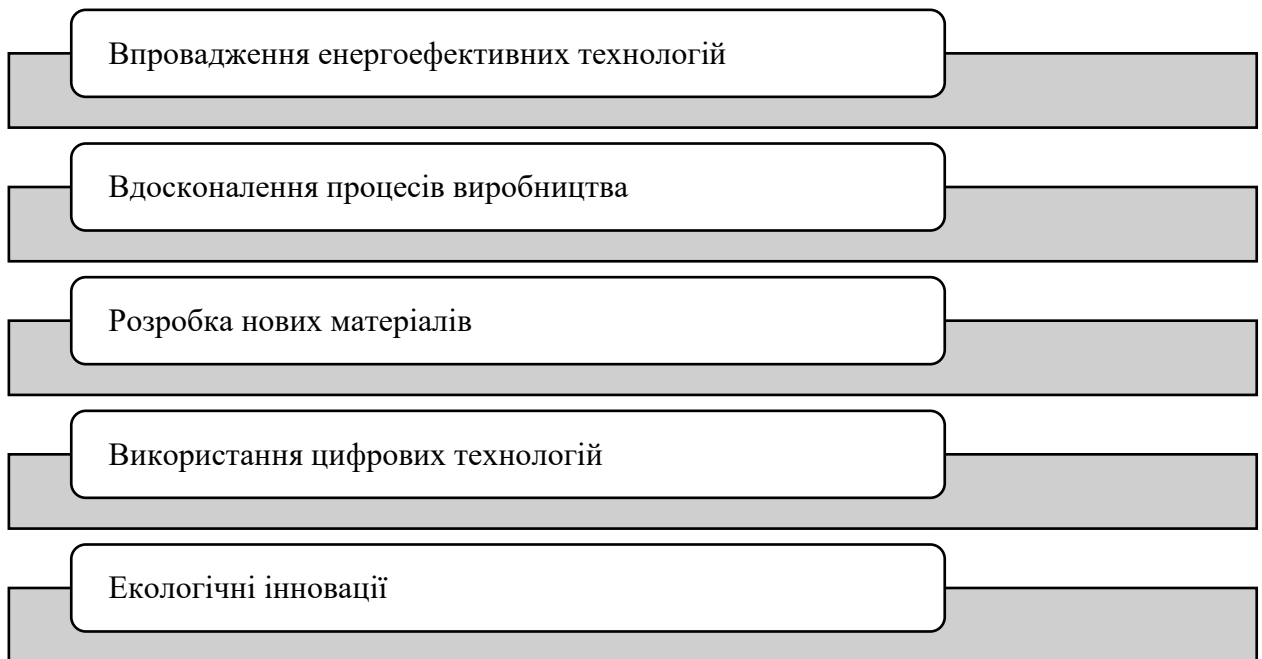 Впровадження енергоефективних технологій
Вдосконалення процесів виробництва
Розробка нових матеріалів
Використання цифрових технологій
Екологічні інновації